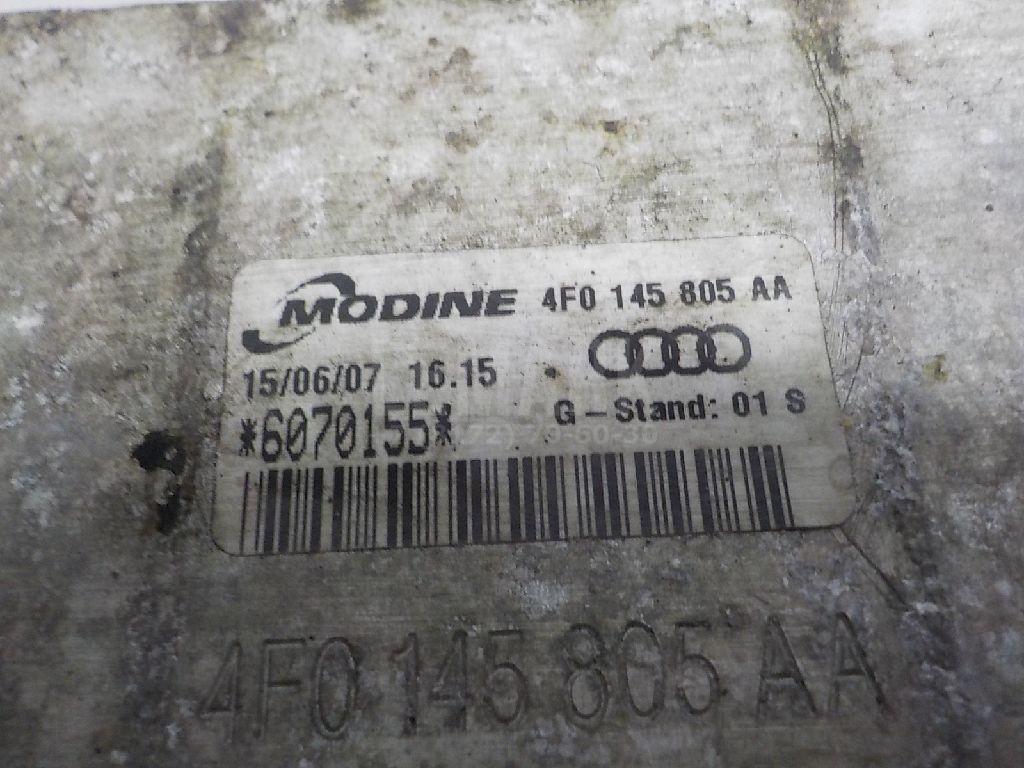 MODINE 4F0 145 805 AA
15/06/07 16.15
G-Stand: 01 S
*6070155*
4F0 145 805 AA